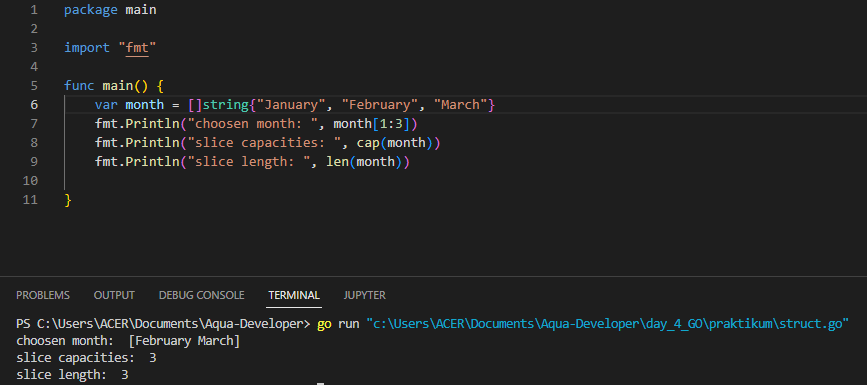 1 package main
2
3 import "fmt"
4
5 func main() {
6 var month = []string{"January", "February", "March"}
7 fmt.Println("choosen month: ", month[1:3])
8 fmt.Println("slice capacities: ", cap(month))
9 fmt.Println("slice length: ", len(month))
10
11 }
PROBLEMS OUTPUT DEBUG CONSOLE TERMINAL JUPYTER
PS C:\Users\ACER\Documents\Aqua-Developer> go run "c:\Users\ACER\Documents\Aqua-Developer\day_4_GO\praktikum\struct.go"
choosen month:  [February March]
slice capacities:  3
slice length:  3